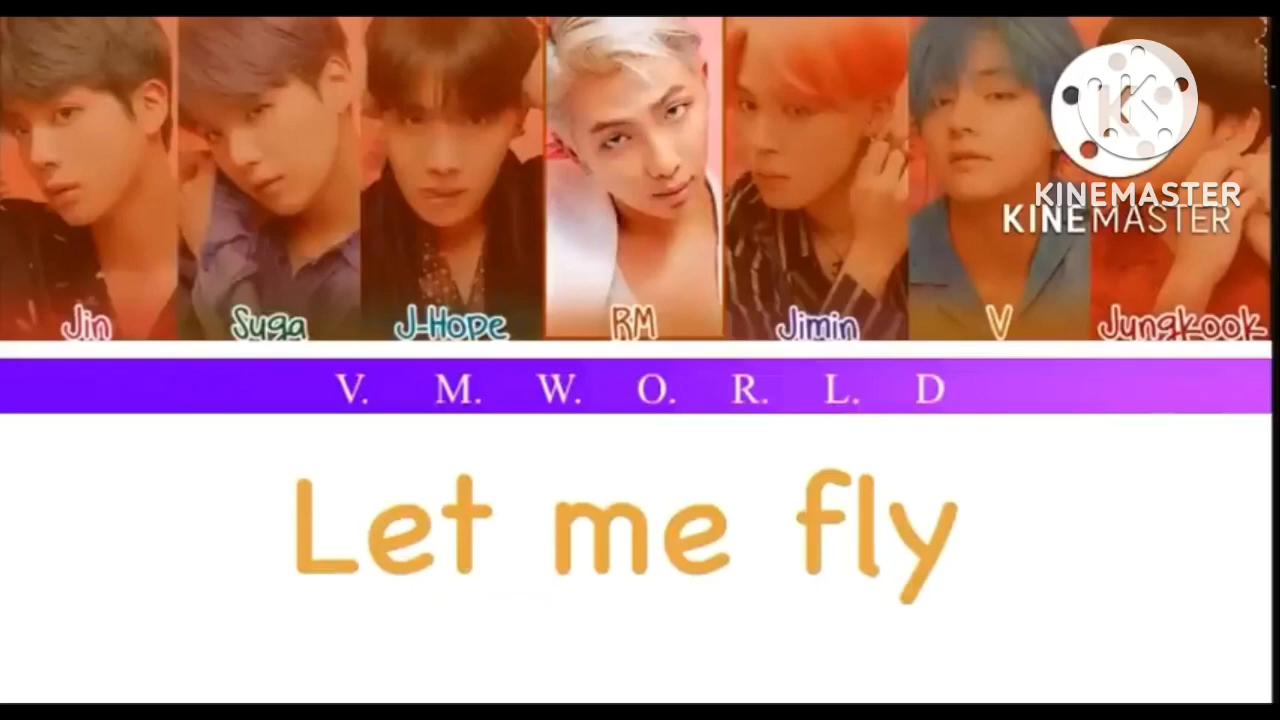 K
KINEMASTER
KINEMASTER
Jin Suga J-Hope RM Jimin V Jungkook
V. M. W. O. R. L. D
Let me fly